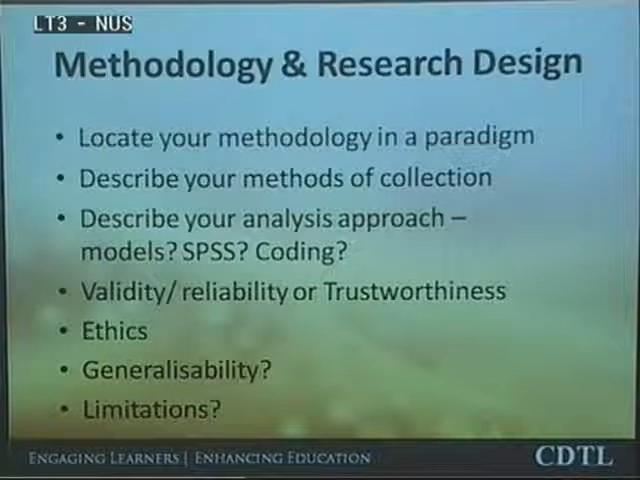 LT3 - NUS
Methodology & Research Design
• Locate your methodology in a paradigm
• Describe your methods of collection
• Describe your analysis approach –
models? SPSS? Coding?
• Validity/ reliability or Trustworthiness
• Ethics
• Generalisability?
• Limitations?
ENGAGING LEARNERS | ENHANCING EDUCATION
CDTL